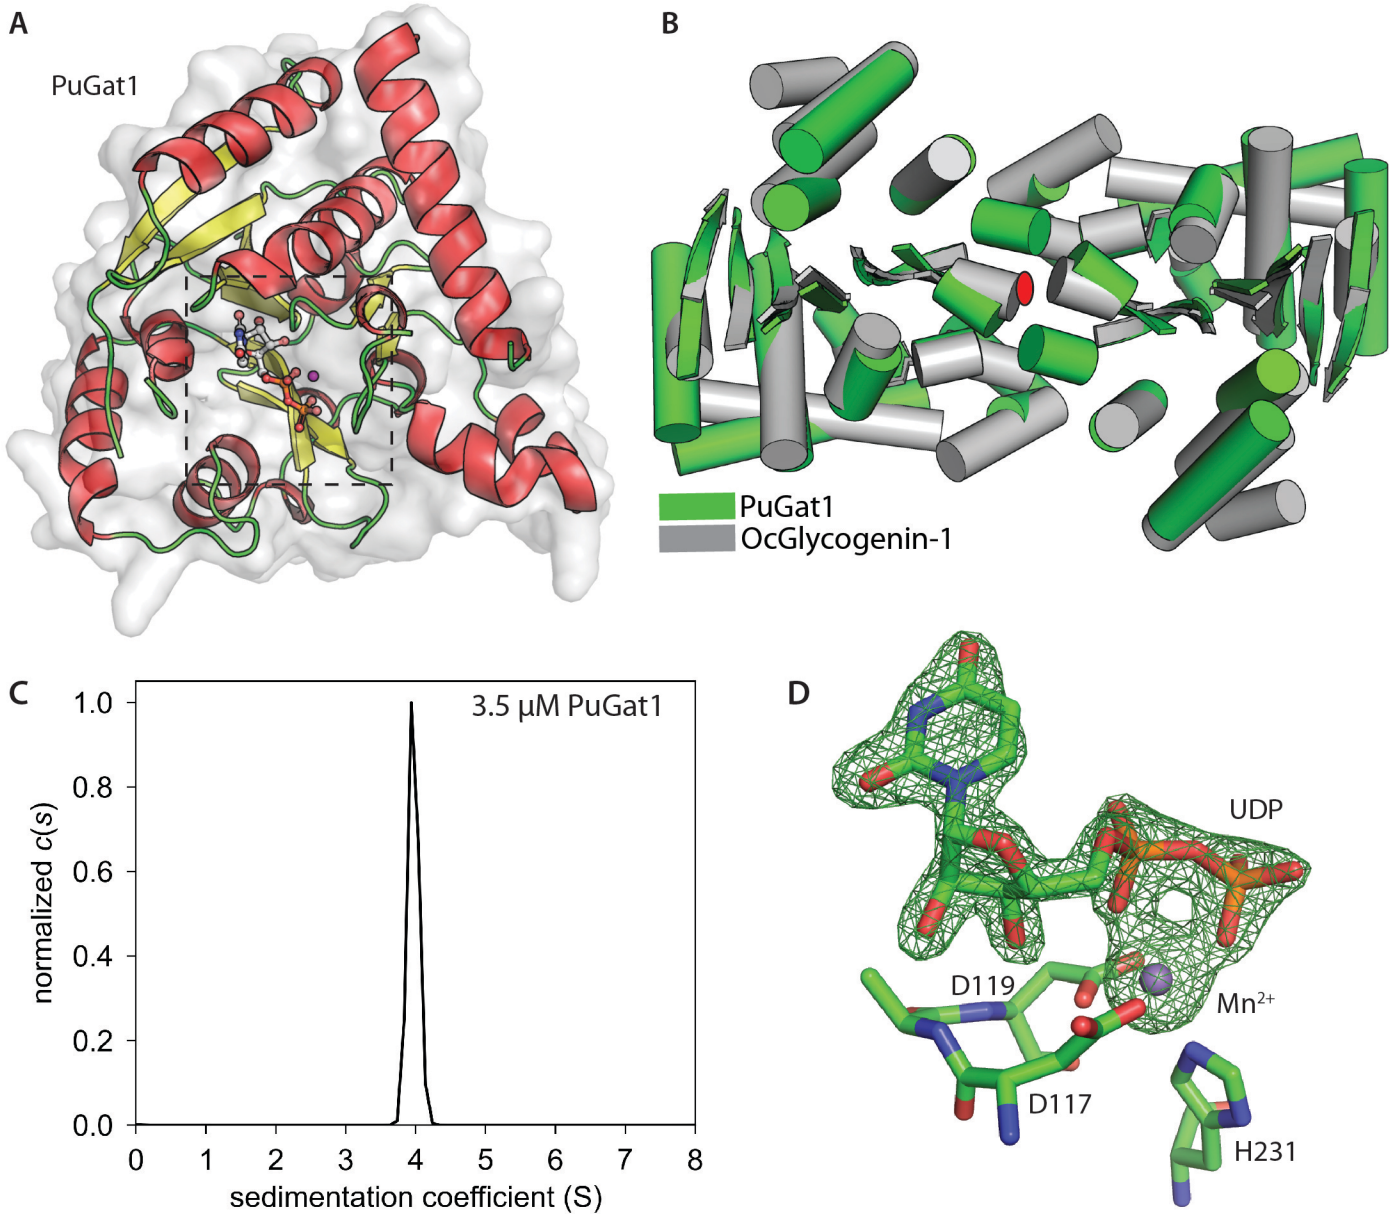 A
PuGat1
B
PuGat1
OcGlycogenin-1
C
3.5 µM PuGat1
normalized c(s)
1.0
0.8
0.6
0.4
0.2
0.0
0 1 2 3 4 5 6 7 8
sedimentation coefficient (S)
D
UDP
D119
Mn²⁺
D117
H231